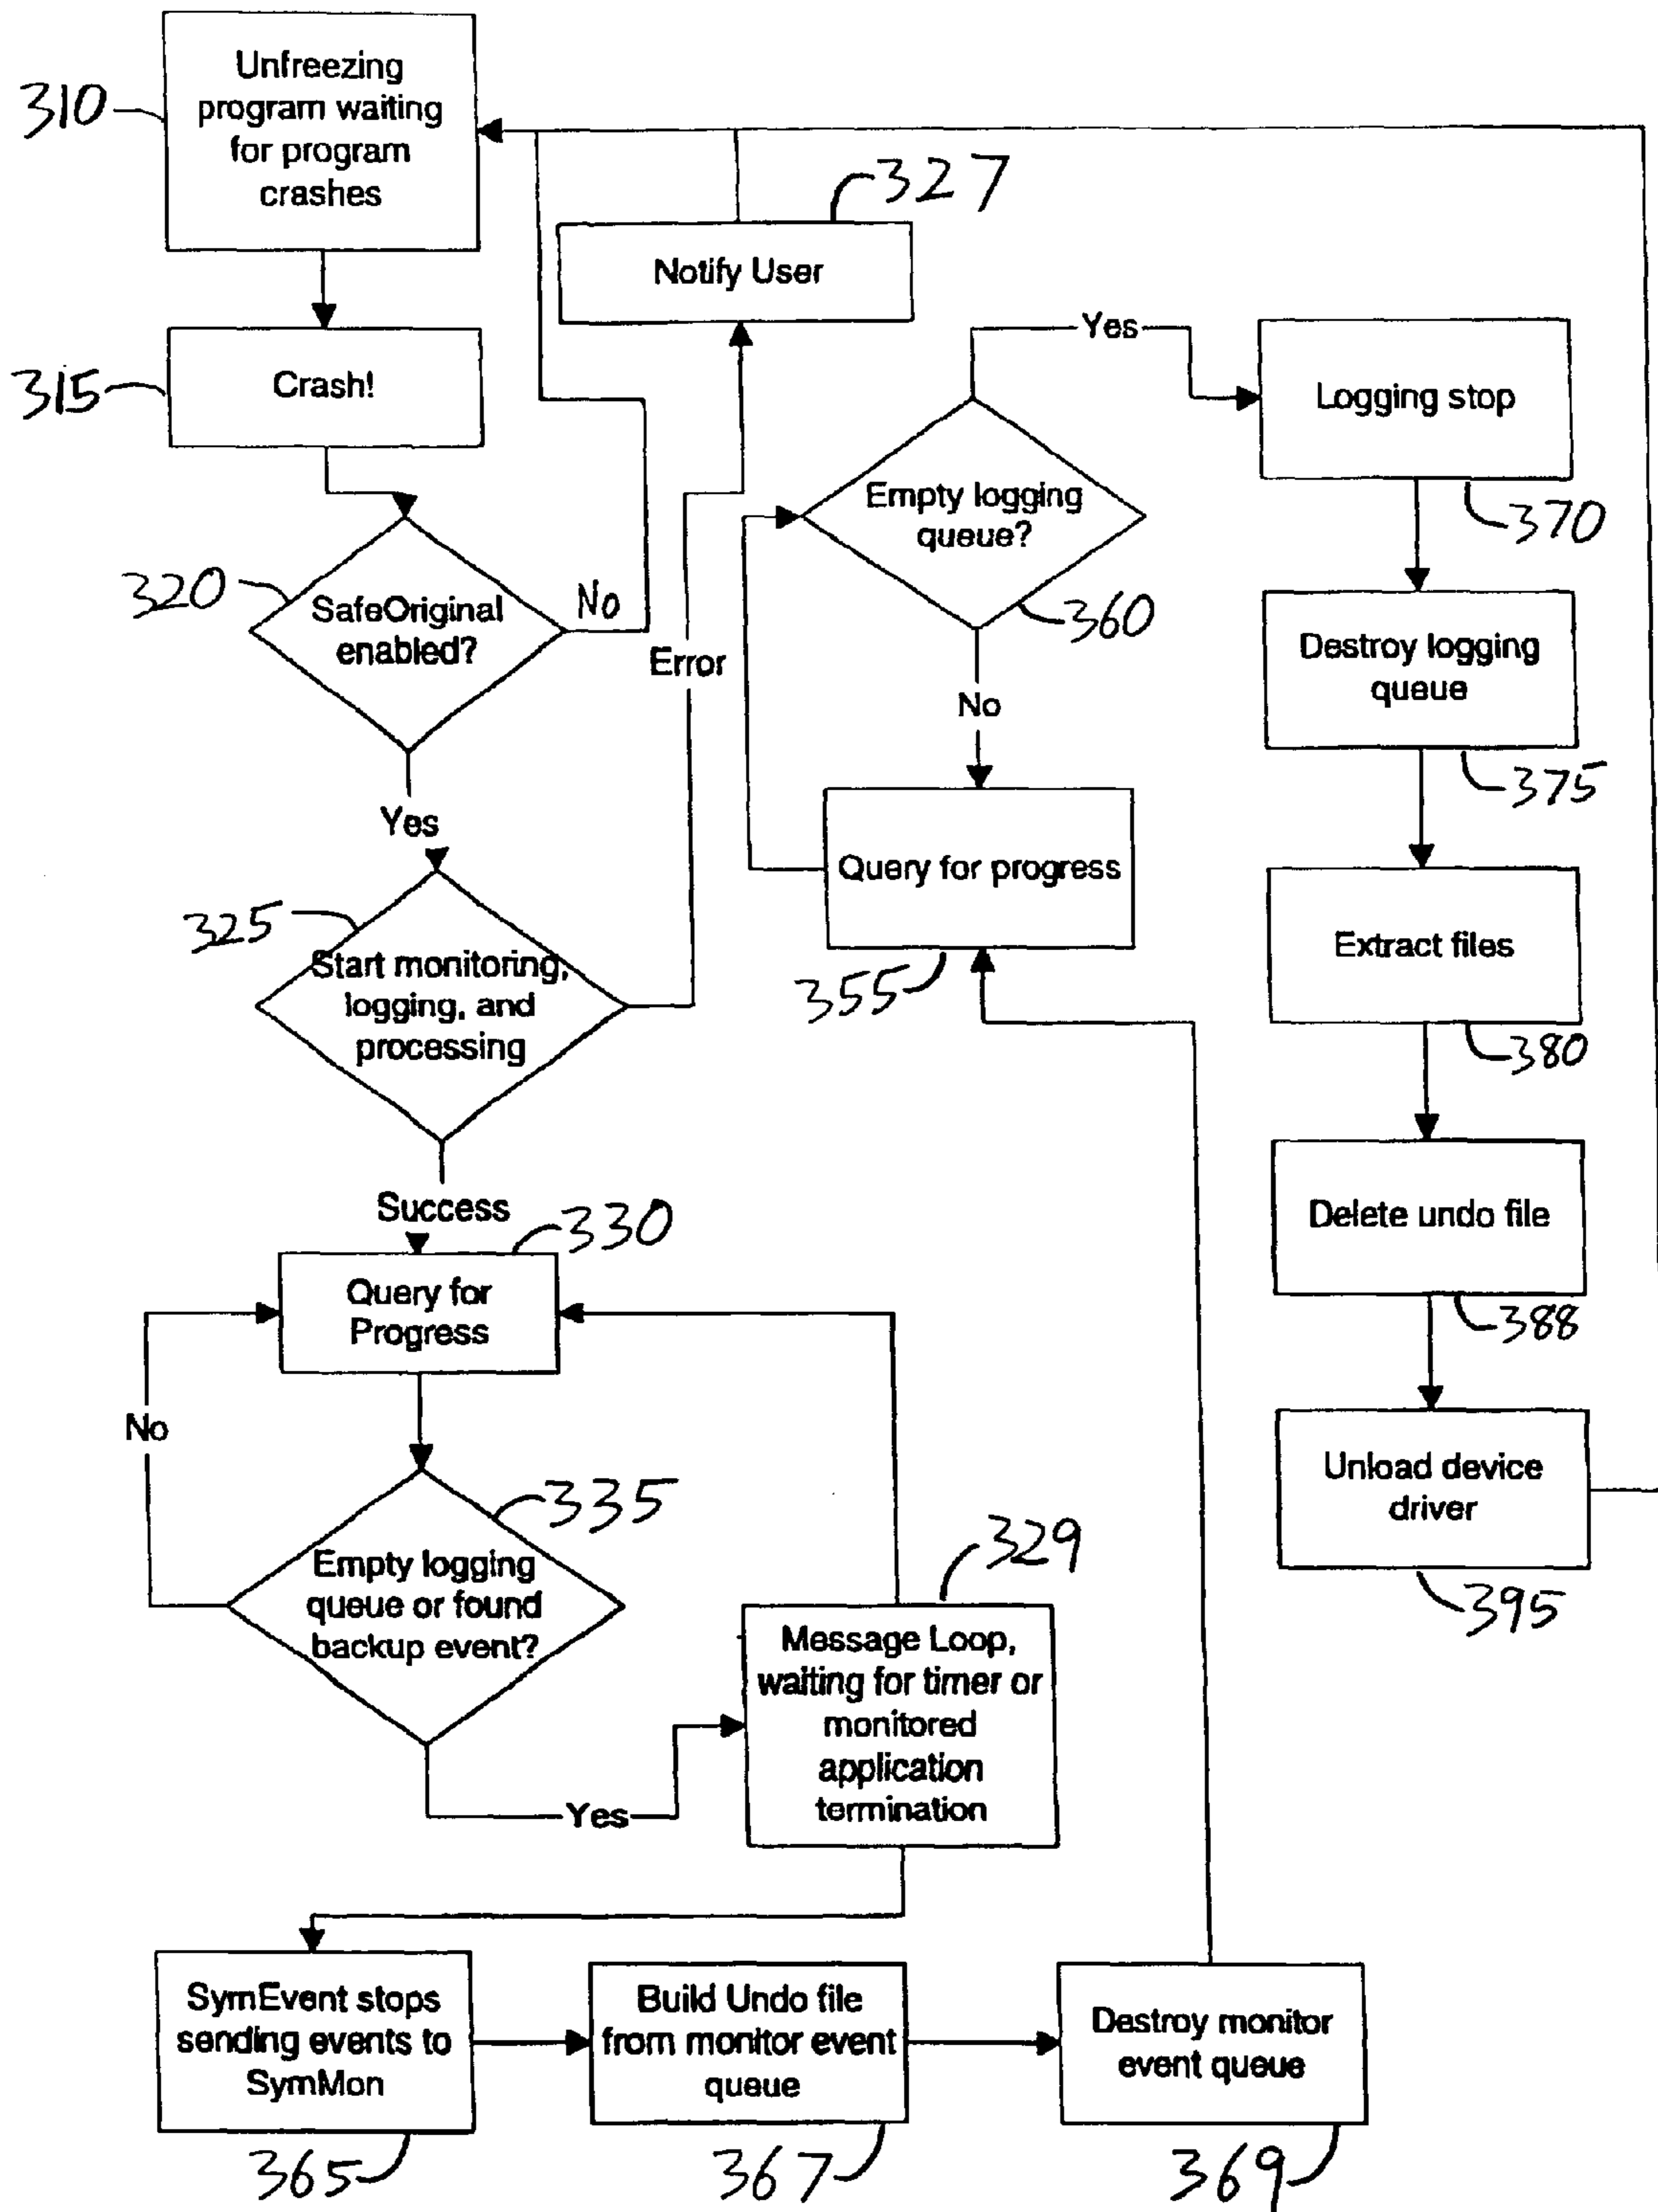 310
Unfreezing
program waiting
for program
crashes
327
Notify User
315
Crash!
Yes
Logging stop
370
Empty logging
queue?
360
320
SafeOriginal
enabled?
No
Error
Destroy logging
queue
375
No
Yes
Query for progress
355
325
Start monitoring,
logging, and
processing
Extract files
380
Success
330
Query for
Progress
Delete undo file
388
No
335
Empty logging
queue or found
backup event?
Yes
329
Message Loop,
waiting for timer or
monitored
application
termination
Unload device
driver
395
SymEvent stops
sending events to
SymMon
365
Build Undo file
from monitor event
queue
367
Destroy monitor
event queue
369